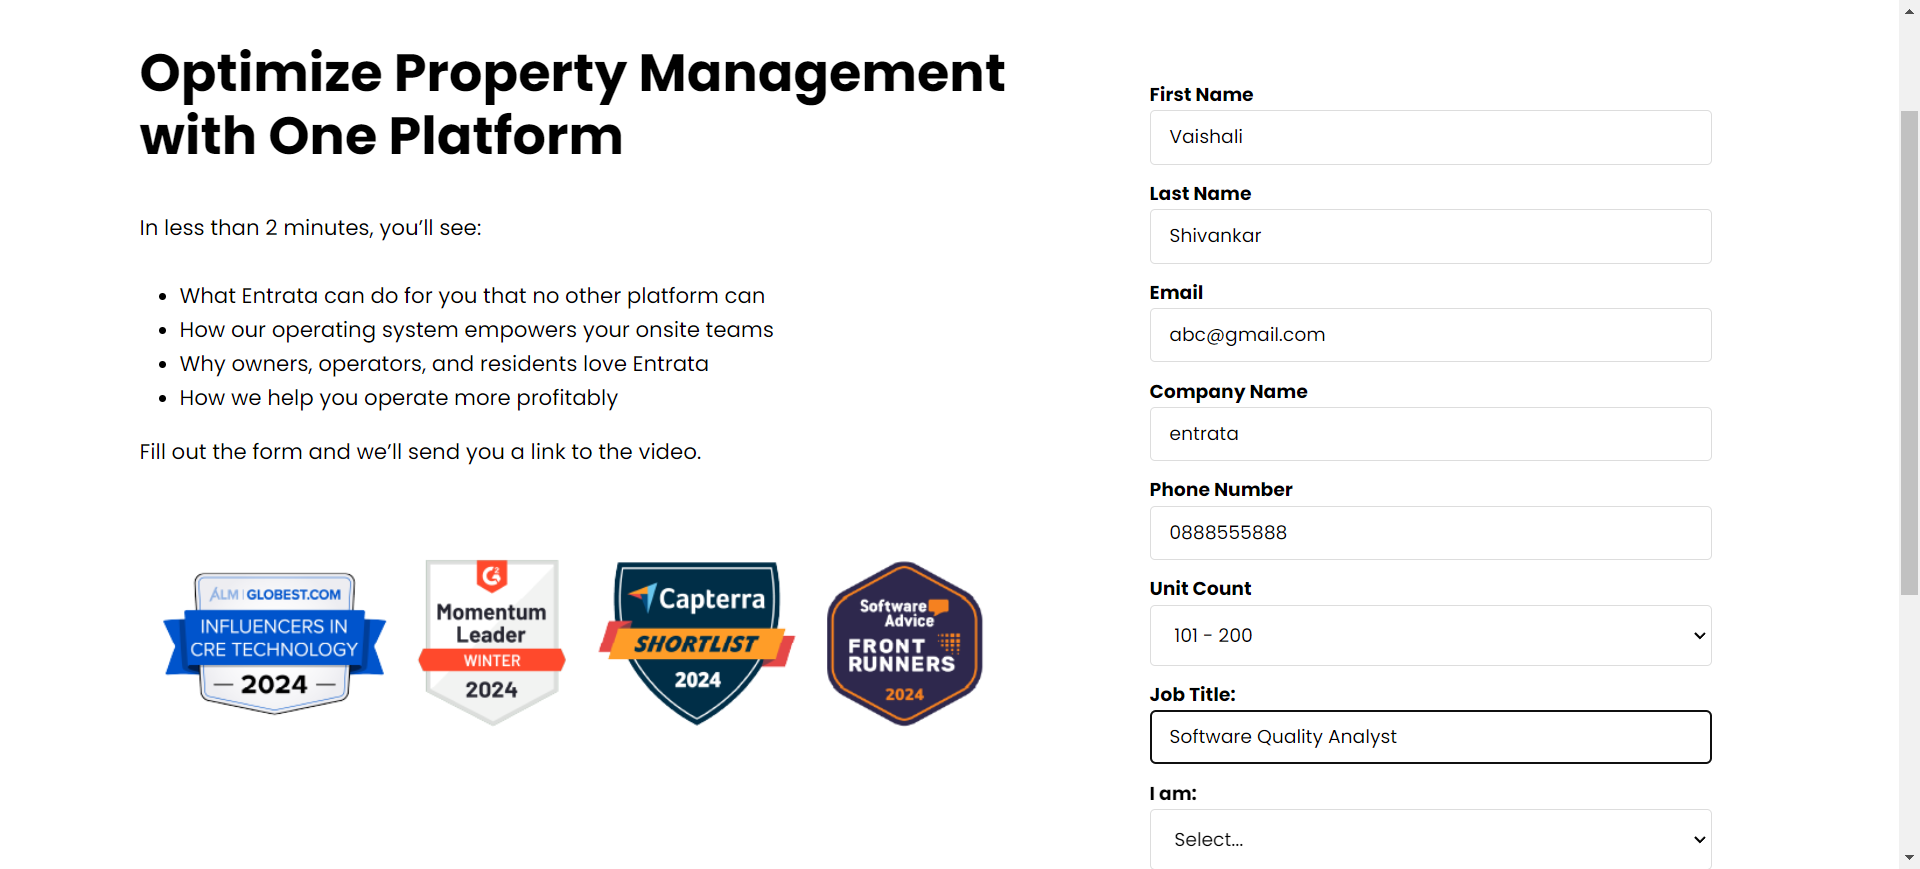 Optimize Property Management
with One Platform
In less than 2 minutes, you’ll see:
What Entrata can do for you that no other platform can
How our operating system empowers your onsite teams
Why owners, operators, and residents love Entrata
How we help you operate more profitably
Fill out the form and we’ll send you a link to the video.
ALM | GLOBEST.COM
INFLUENCERS IN
CRE TECHNOLOGY
— 2024 —
G2
Momentum
Leader
WINTER
2024
Capterra
SHORTLIST
2024
Software
Advice
FRONT
RUNNERS
2024
First Name
Vaishali
Last Name
Shivankar
Email
abc@gmail.com
Company Name
entrata
Phone Number
0888555888
Unit Count
101 - 200
Job Title:
Software Quality Analyst
I am:
Select...